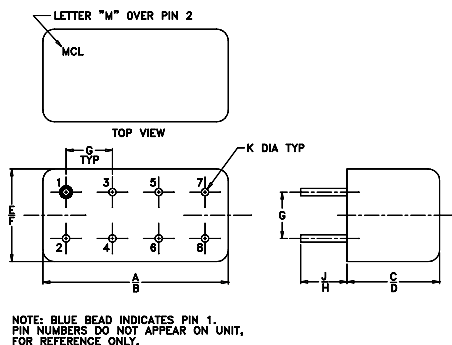 LETTER "M" OVER PIN 2
MCL
TOP VIEW
G
TYP
K DIA TYP
1 3 5 7
E
F
G
2 4 6 8
J
H
C
D
A
B
NOTE: BLUE BEAD INDICATES PIN 1.
PIN NUMBERS DO NOT APPEAR ON UNIT,
FOR REFERENCE ONLY.